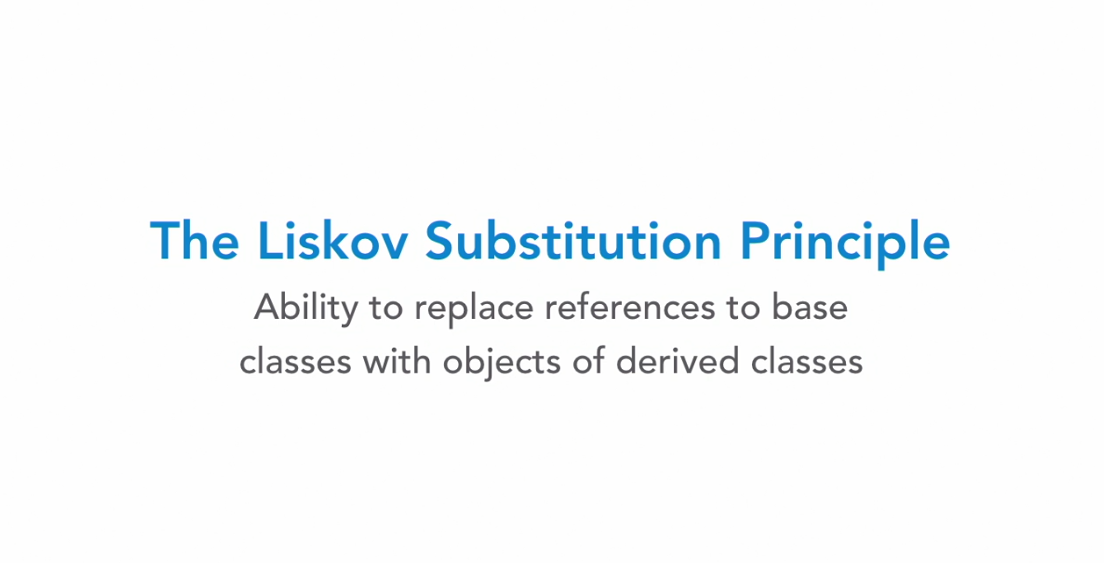 The Liskov Substitution Principle
Ability to replace references to base
classes with objects of derived classes